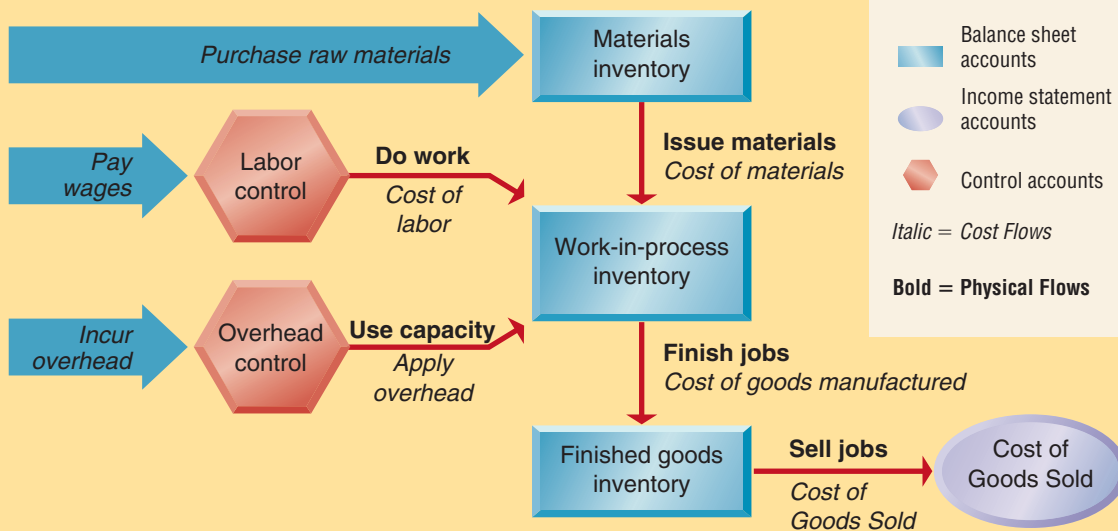 Purchase raw materials
Materials
inventory
Issue materials
Cost of materials
Pay
wages
Labor
control
Do work
Cost of
labor
Work-in-process
inventory
Incur
overhead
Overhead
control
Use capacity
Apply
overhead
Finish jobs
Cost of goods manufactured
Finished goods
inventory
Sell jobs
Cost of
Goods Sold
Cost of
Goods Sold
Balance sheet
accounts
Income statement
accounts
Control accounts
Italic = Cost Flows
Bold = Physical Flows